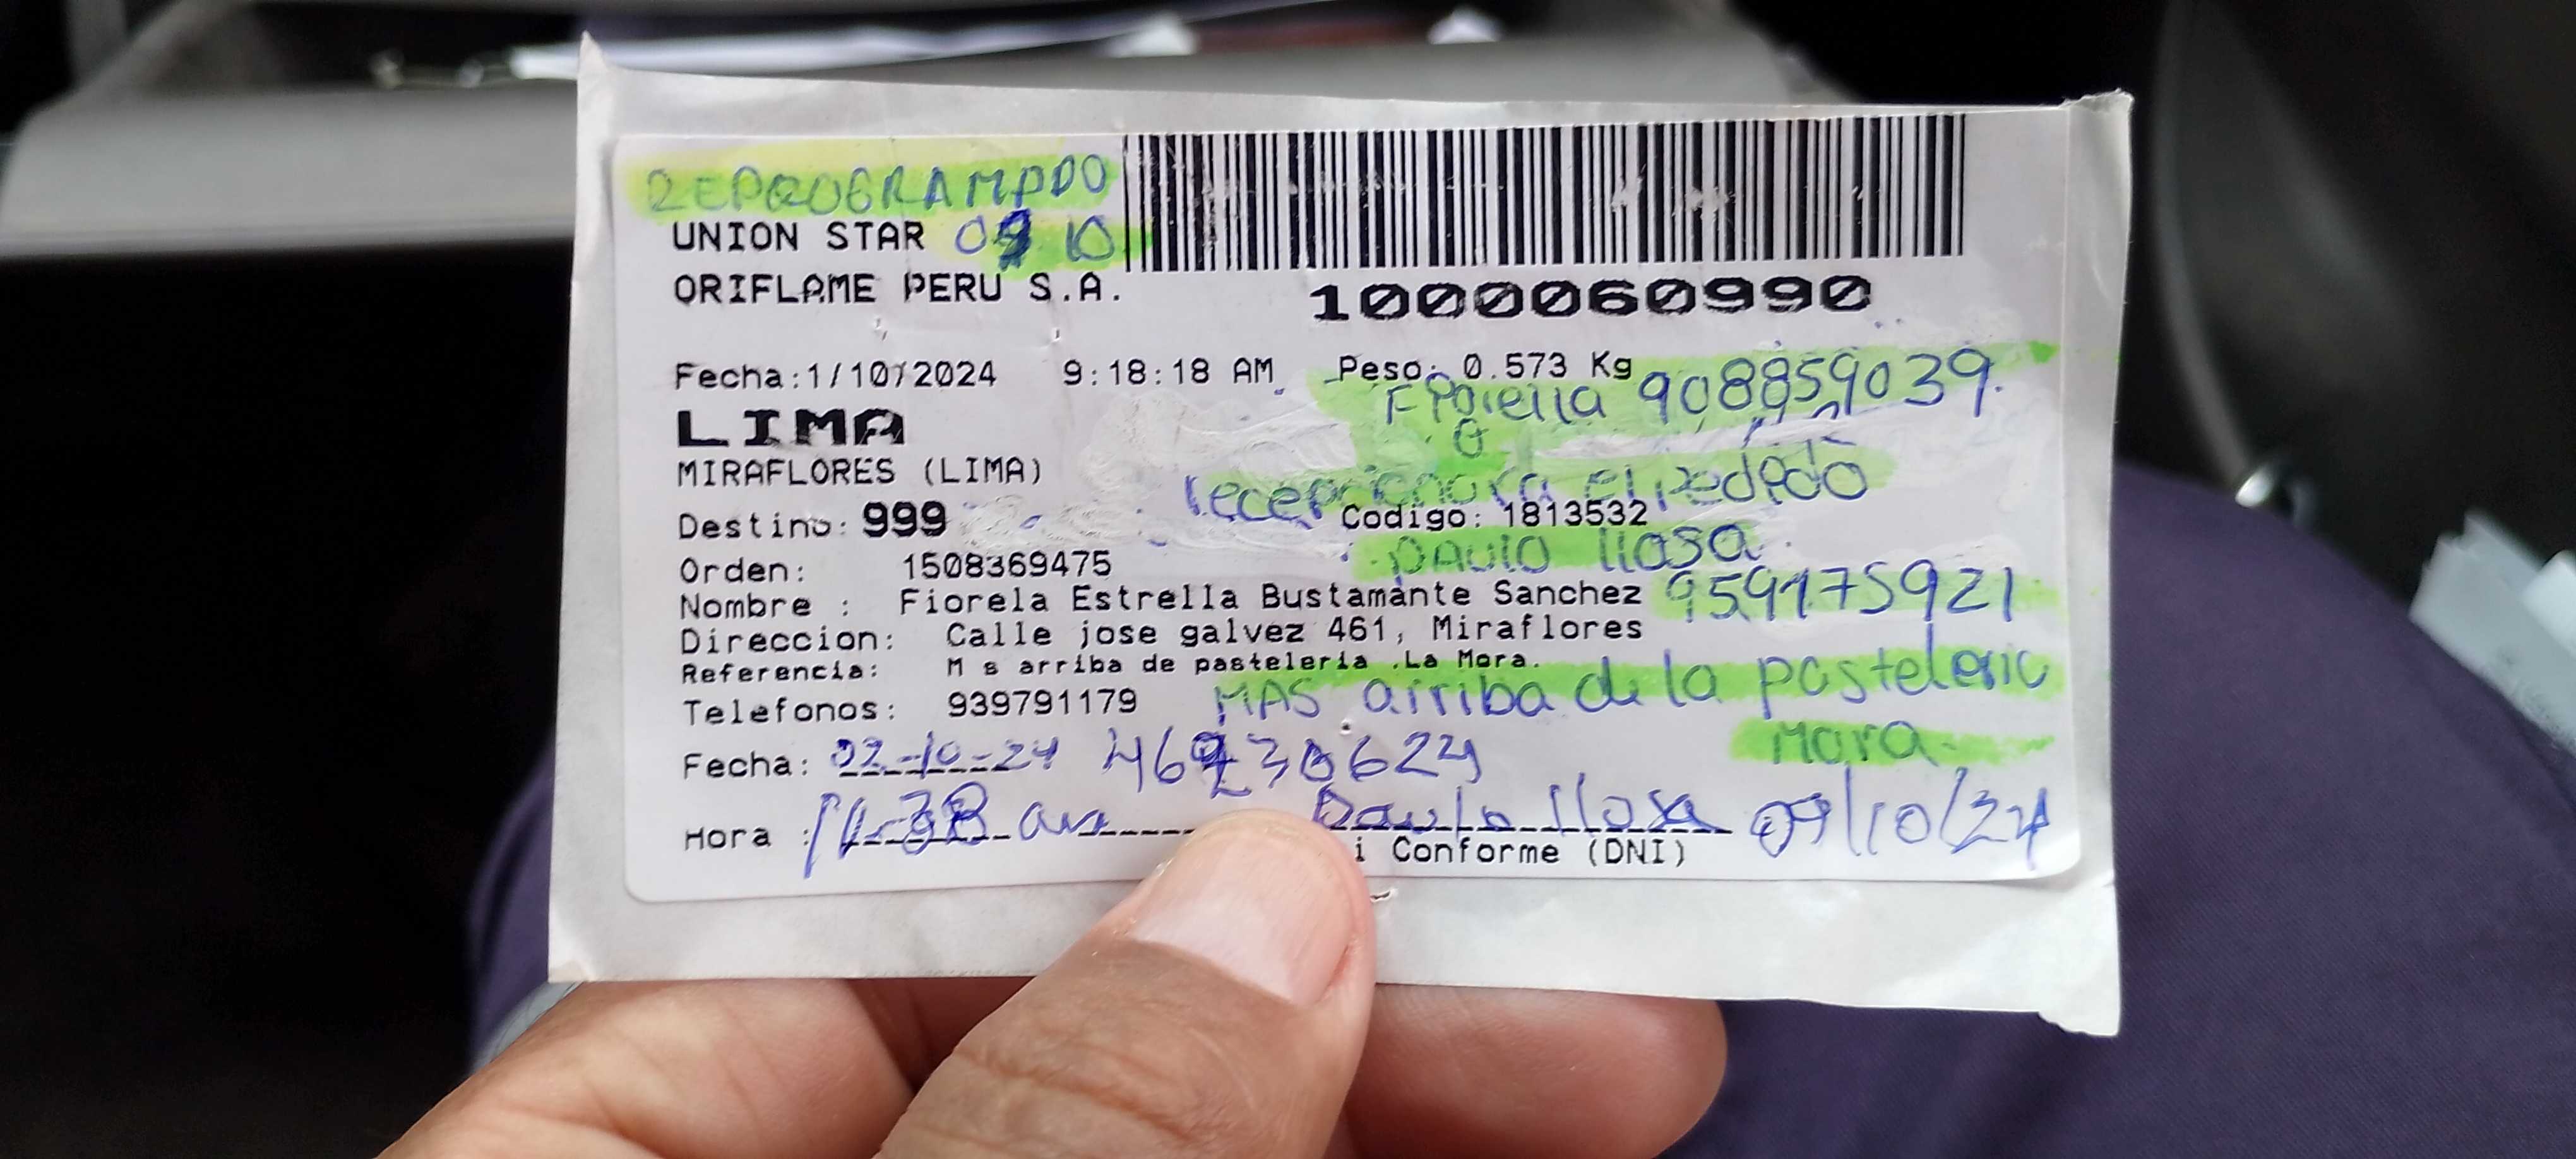 REPROGRAMADO
UNION STAR 09 10
ORIFLAME PERU S.A.
1000060990
Fecha:1/10/2024 9:18:18 AM Peso: 0.573 Kg
Fiorella 908859039.
LIMA
o
MIRAFLORES (LIMA)
recepcionara el pedido
Destino: 999 Codigo: 1813532
PAULO llosa
Orden: 1508369475
Nombre : Fiorela Estrella Bustamante Sanchez 959175921
Direccion: Calle jose galvez 461, Miraflores
Referencia: M s arriba de pasteleria .La Mora.
MAS arriba de la pasteleria
Telefonos: 939791179
Mora
Fecha: 02-10-24
Hora : Paulo llosa 09/10/24
i Conforme (DNI)